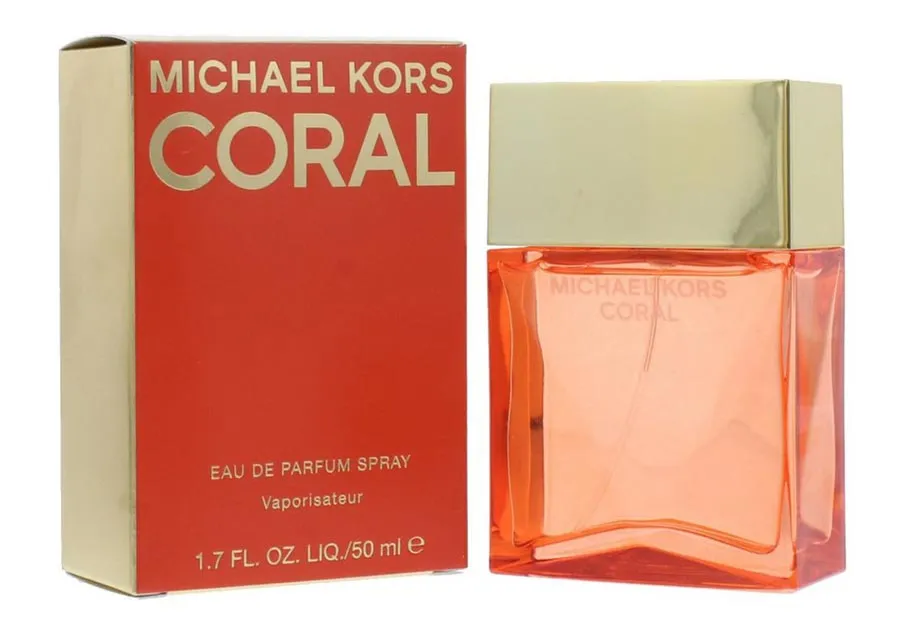 MICHAEL KORS
CORAL
EAU DE PARFUM SPRAY
Vaporisateur
1.7 FL. OZ. LIQ./50 ml ℮
MICHAEL KORS
CORAL